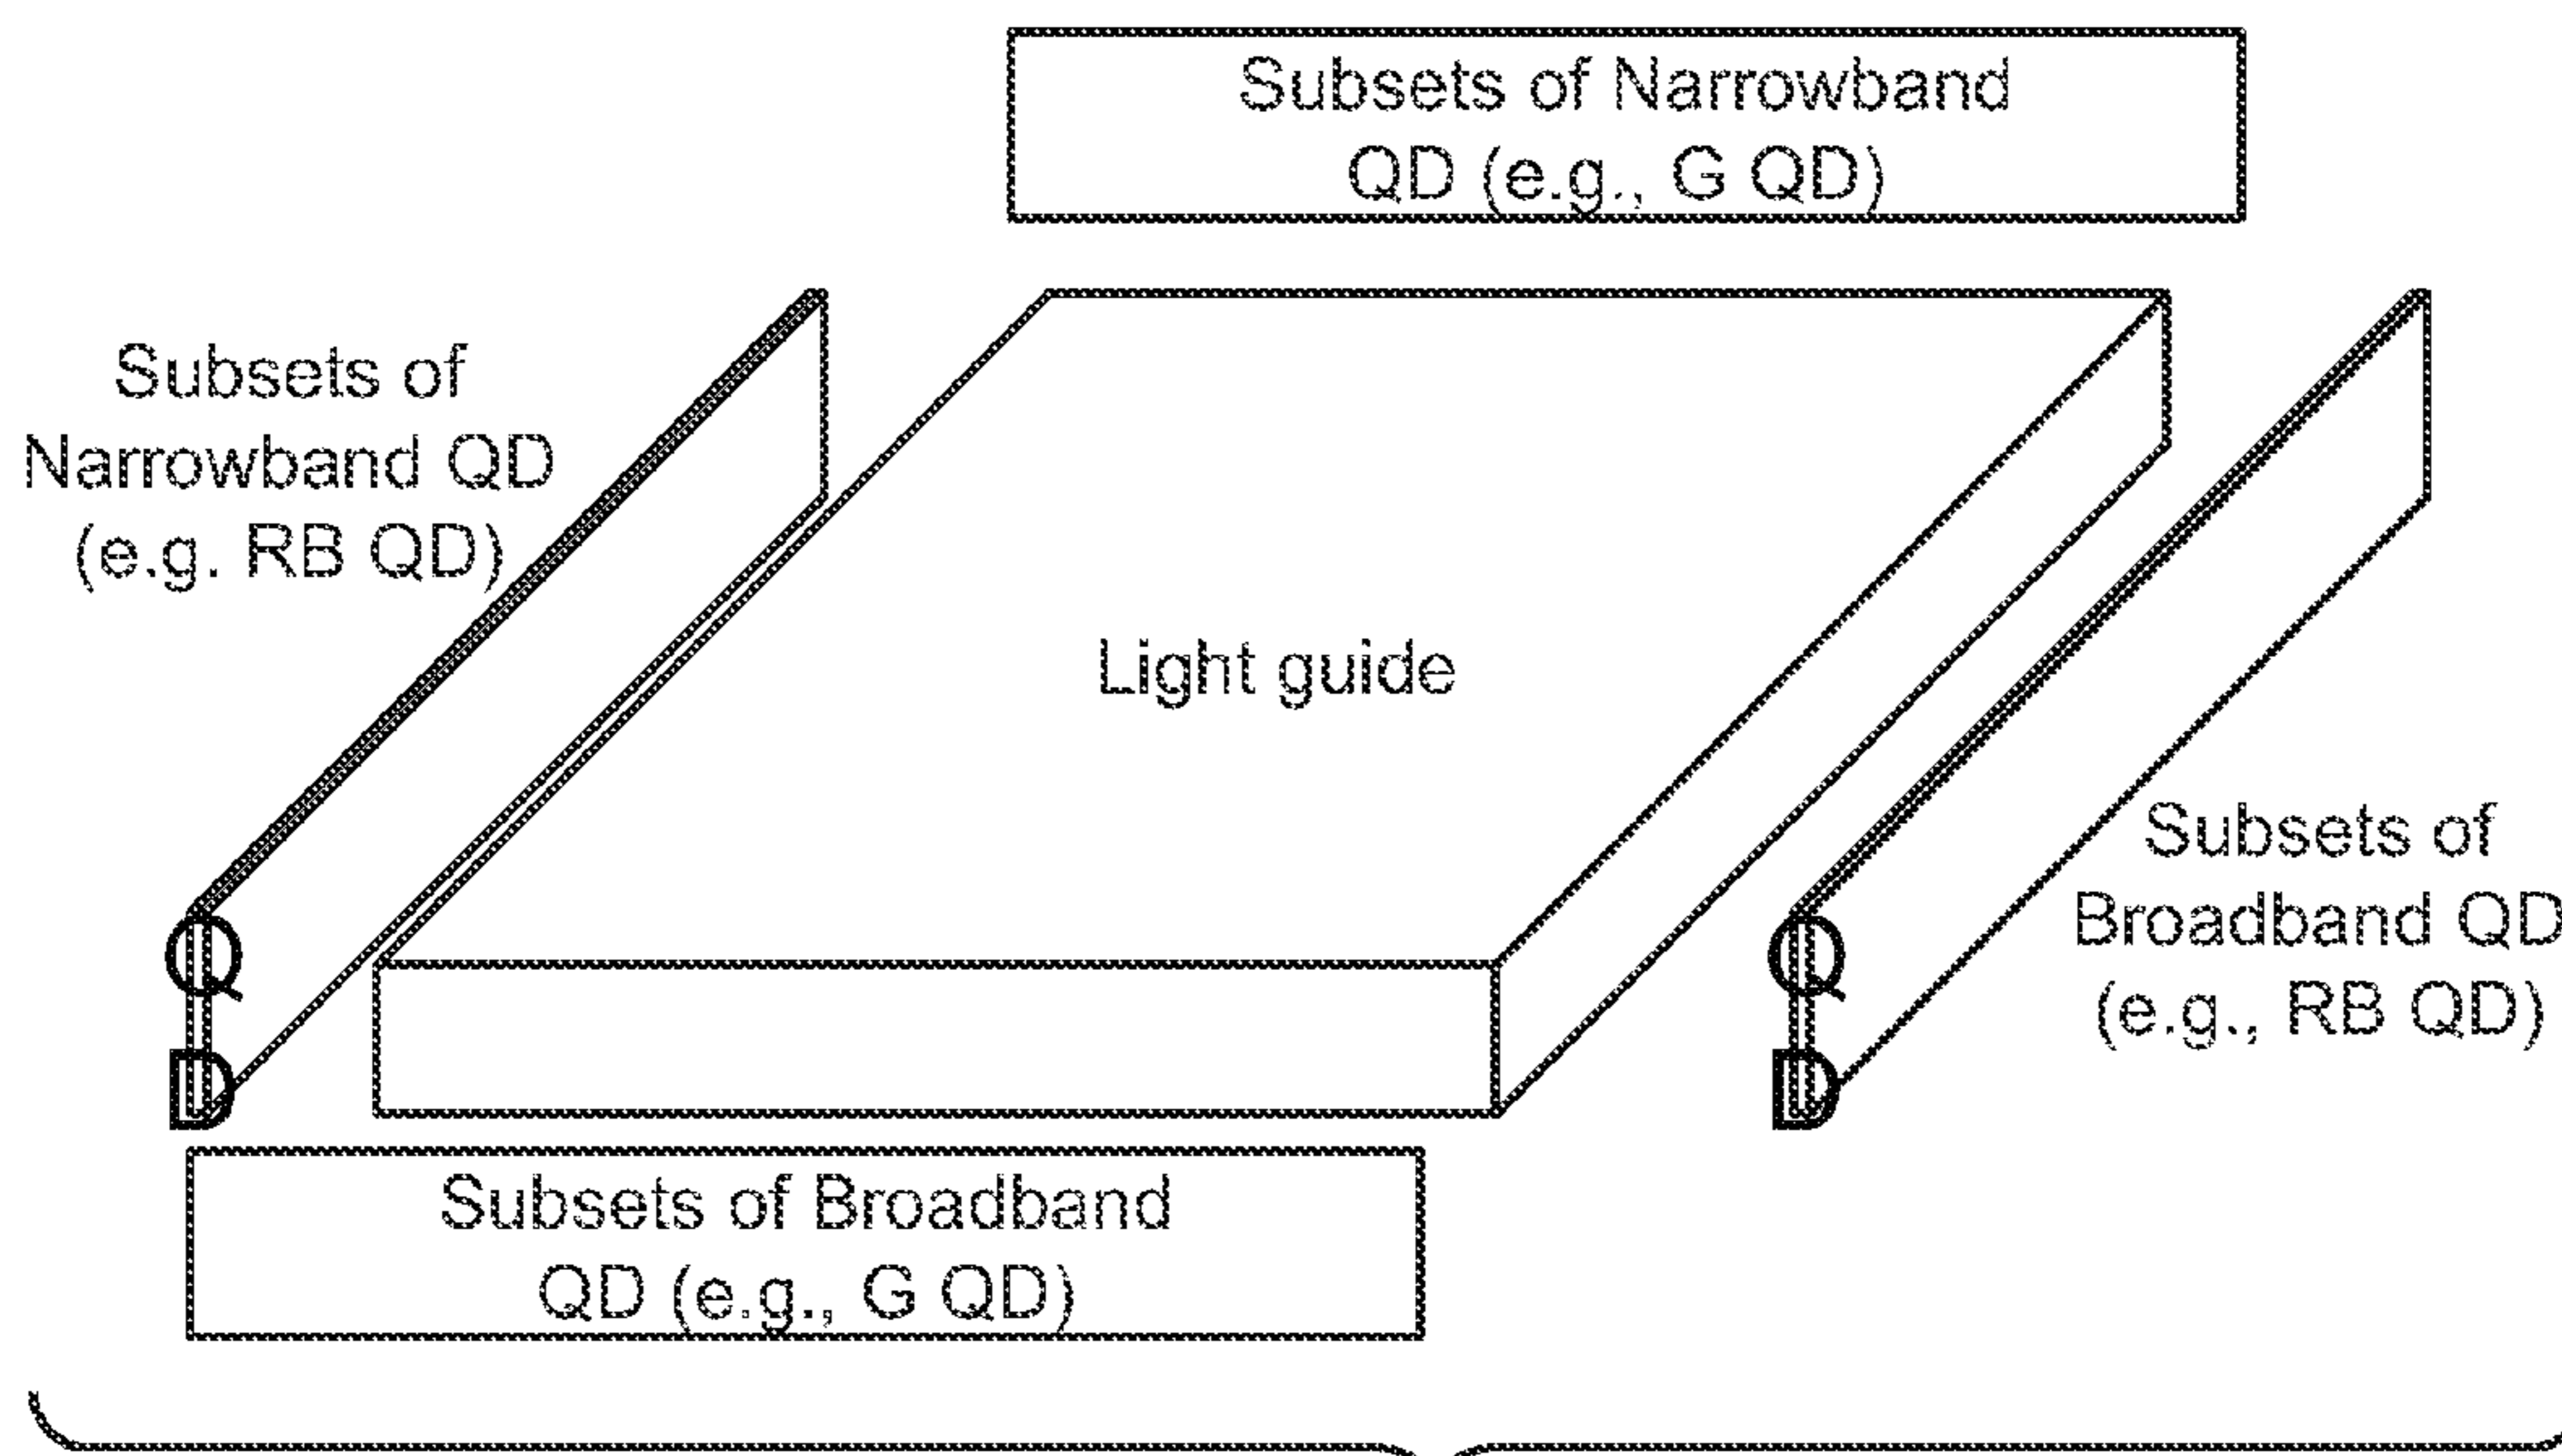 Subsets of Narrowband
QD (e.g., G QD)
Subsets of
Narrowband QD
(e.g. RB QD)
Light guide
Subsets of
Broadband QD
(e.g., RB QD)
Q
D
Q
D
Subsets of Broadband
QD (e.g., G QD)